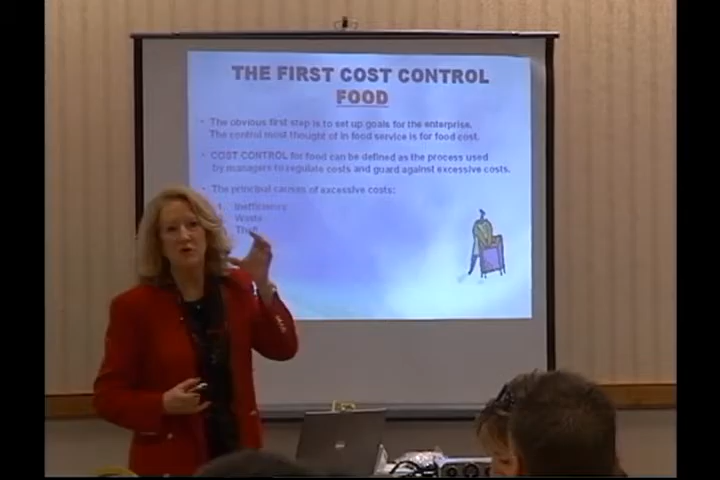 THE FIRST COST CONTROL
FOOD
- The obvious first step is to set up goals for the enterprise.
The control most thought of in food service is for food cost.
- COST CONTROL for food can be defined as the process used
by managers to regulate costs and guard against excessive costs.
- The principal causes of excessive costs:
1. Inefficiency
Waste
Theft